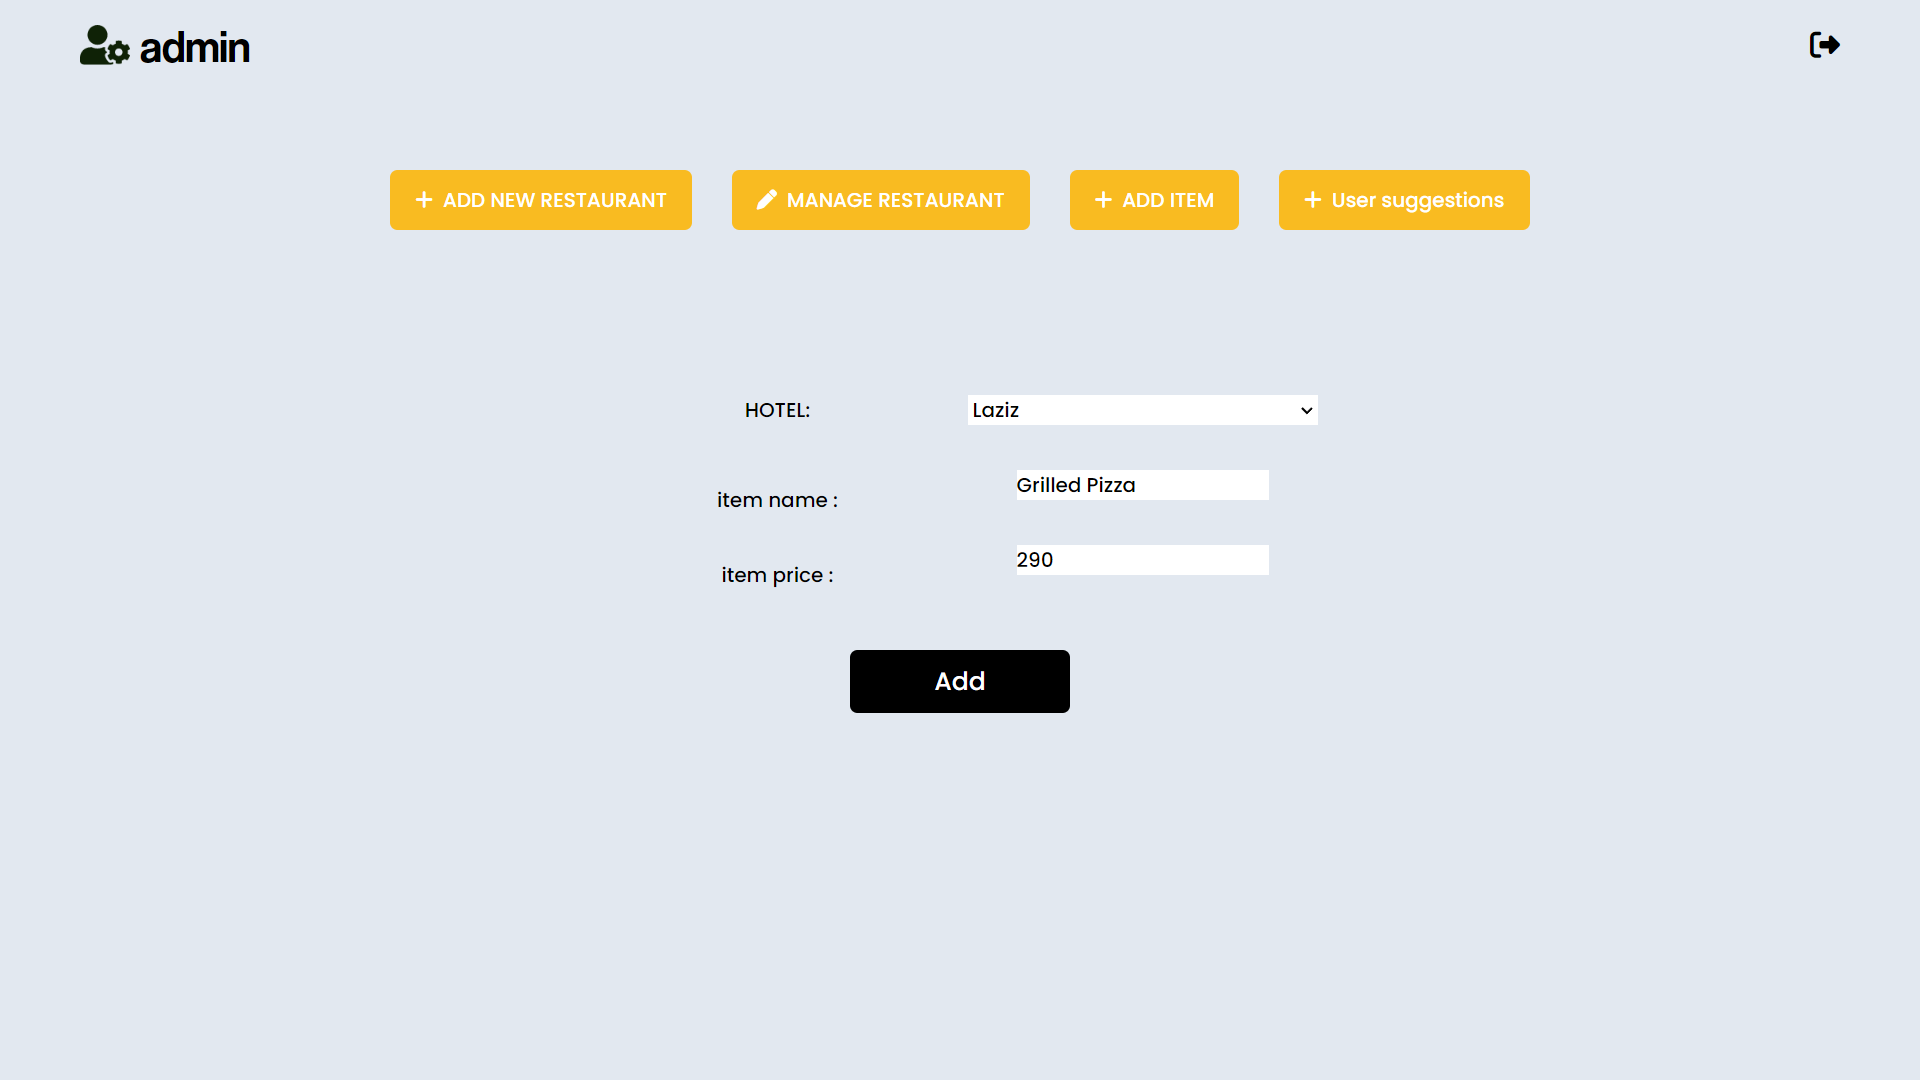 admin
ADD NEW RESTAURANT
MANAGE RESTAURANT
ADD ITEM
User suggestions
HOTEL: Laziz
item name : Grilled Pizza
item price : 290
Add